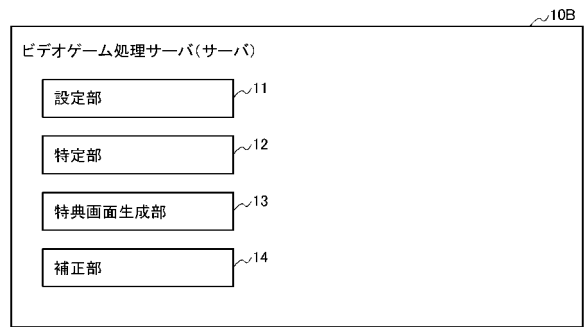 10B
ビデオゲーム処理サーバ(サーバ)
設定部
11
特定部
12
特典画面生成部
13
補正部
14